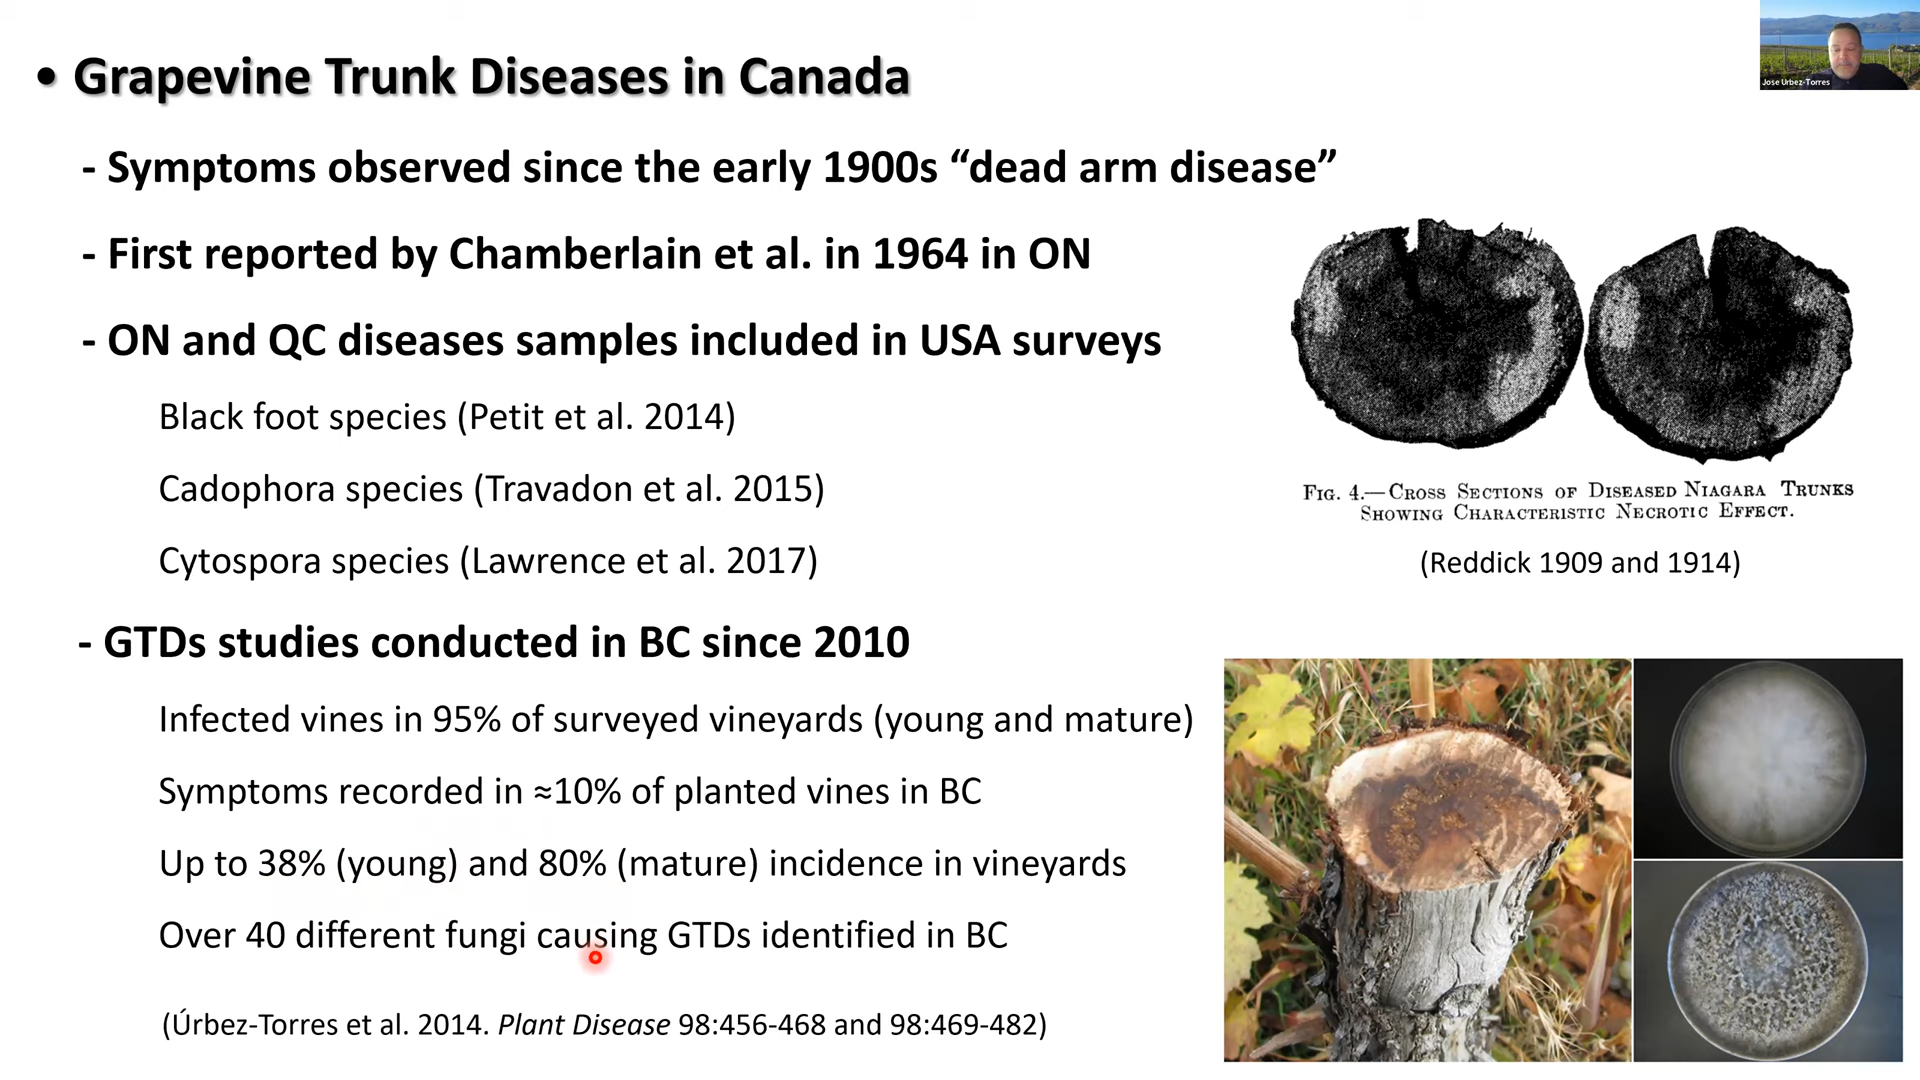 • Grapevine Trunk Diseases in Canada
Jose Urbez-Torres
- Symptoms observed since the early 1900s “dead arm disease”
- First reported by Chamberlain et al. in 1964 in ON
- ON and QC diseases samples included in USA surveys
Black foot species (Petit et al. 2014)
Cadophora species (Travadon et al. 2015)
Cytospora species (Lawrence et al. 2017)
Fig. 4.—Cross Sections of Diseased Niagara Trunks
Showing Characteristic Necrotic Effect.
(Reddick 1909 and 1914)
- GTDs studies conducted in BC since 2010
Infected vines in 95% of surveyed vineyards (young and mature)
Symptoms recorded in ≈10% of planted vines in BC
Up to 38% (young) and 80% (mature) incidence in vineyards
Over 40 different fungi causing GTDs identified in BC
(Úrbez-Torres et al. 2014. Plant Disease 98:456-468 and 98:469-482)